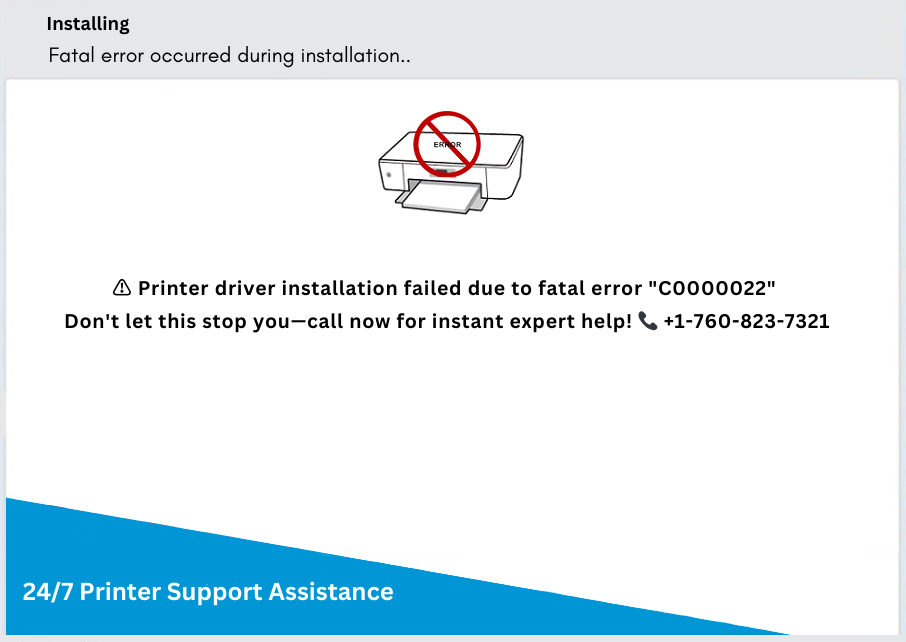 Installing
Fatal error occurred during installation..
ERROR
⚠ Printer driver installation failed due to fatal error "C0000022"
Don't let this stop you—call now for instant expert help! 📞 +1-760-823-7321
24/7 Printer Support Assistance